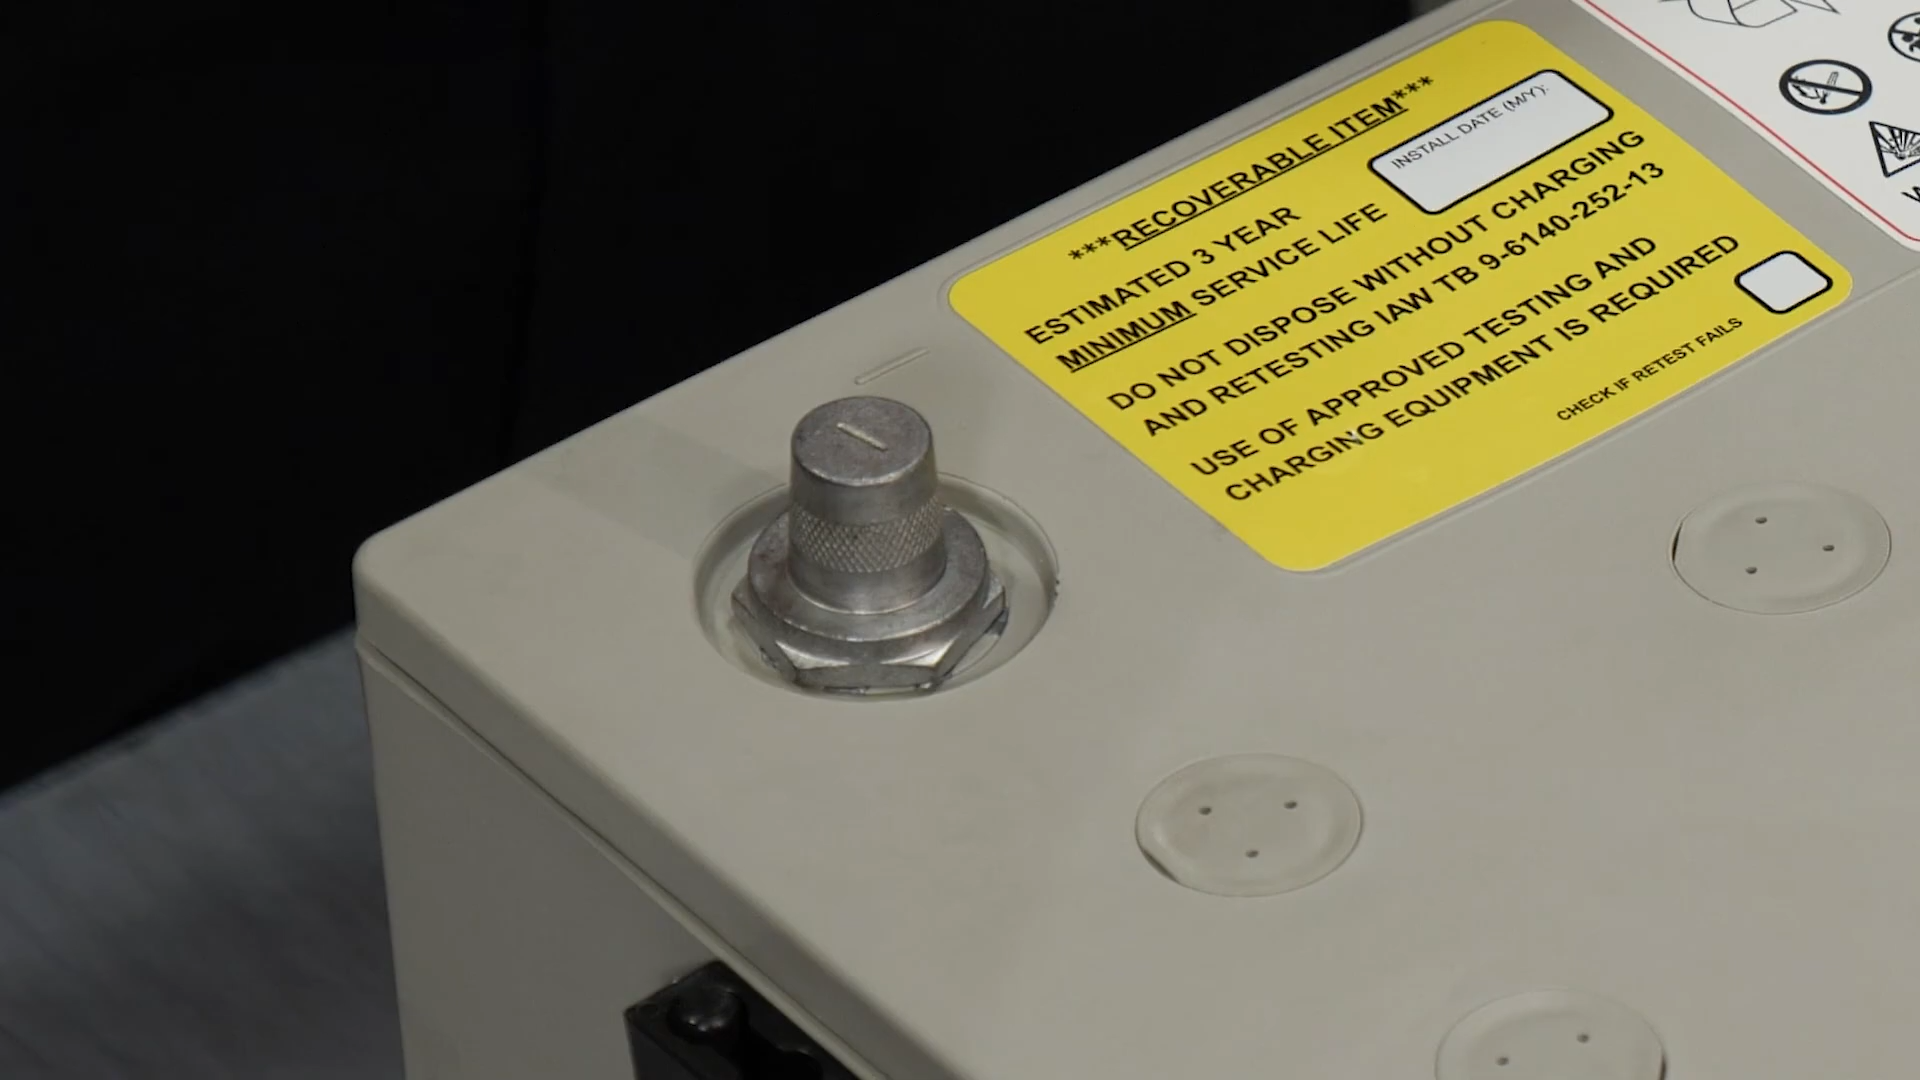 ***RECOVERABLE ITEM***
INSTALL DATE (M/Y):
ESTIMATED 3 YEAR
MINIMUM SERVICE LIFE
DO NOT DISPOSE WITHOUT CHARGING
AND RETESTING IAW TB 9-6140-252-13
USE OF APPROVED TESTING AND
CHARGING EQUIPMENT IS REQUIRED
CHECK IF RETEST FAILS